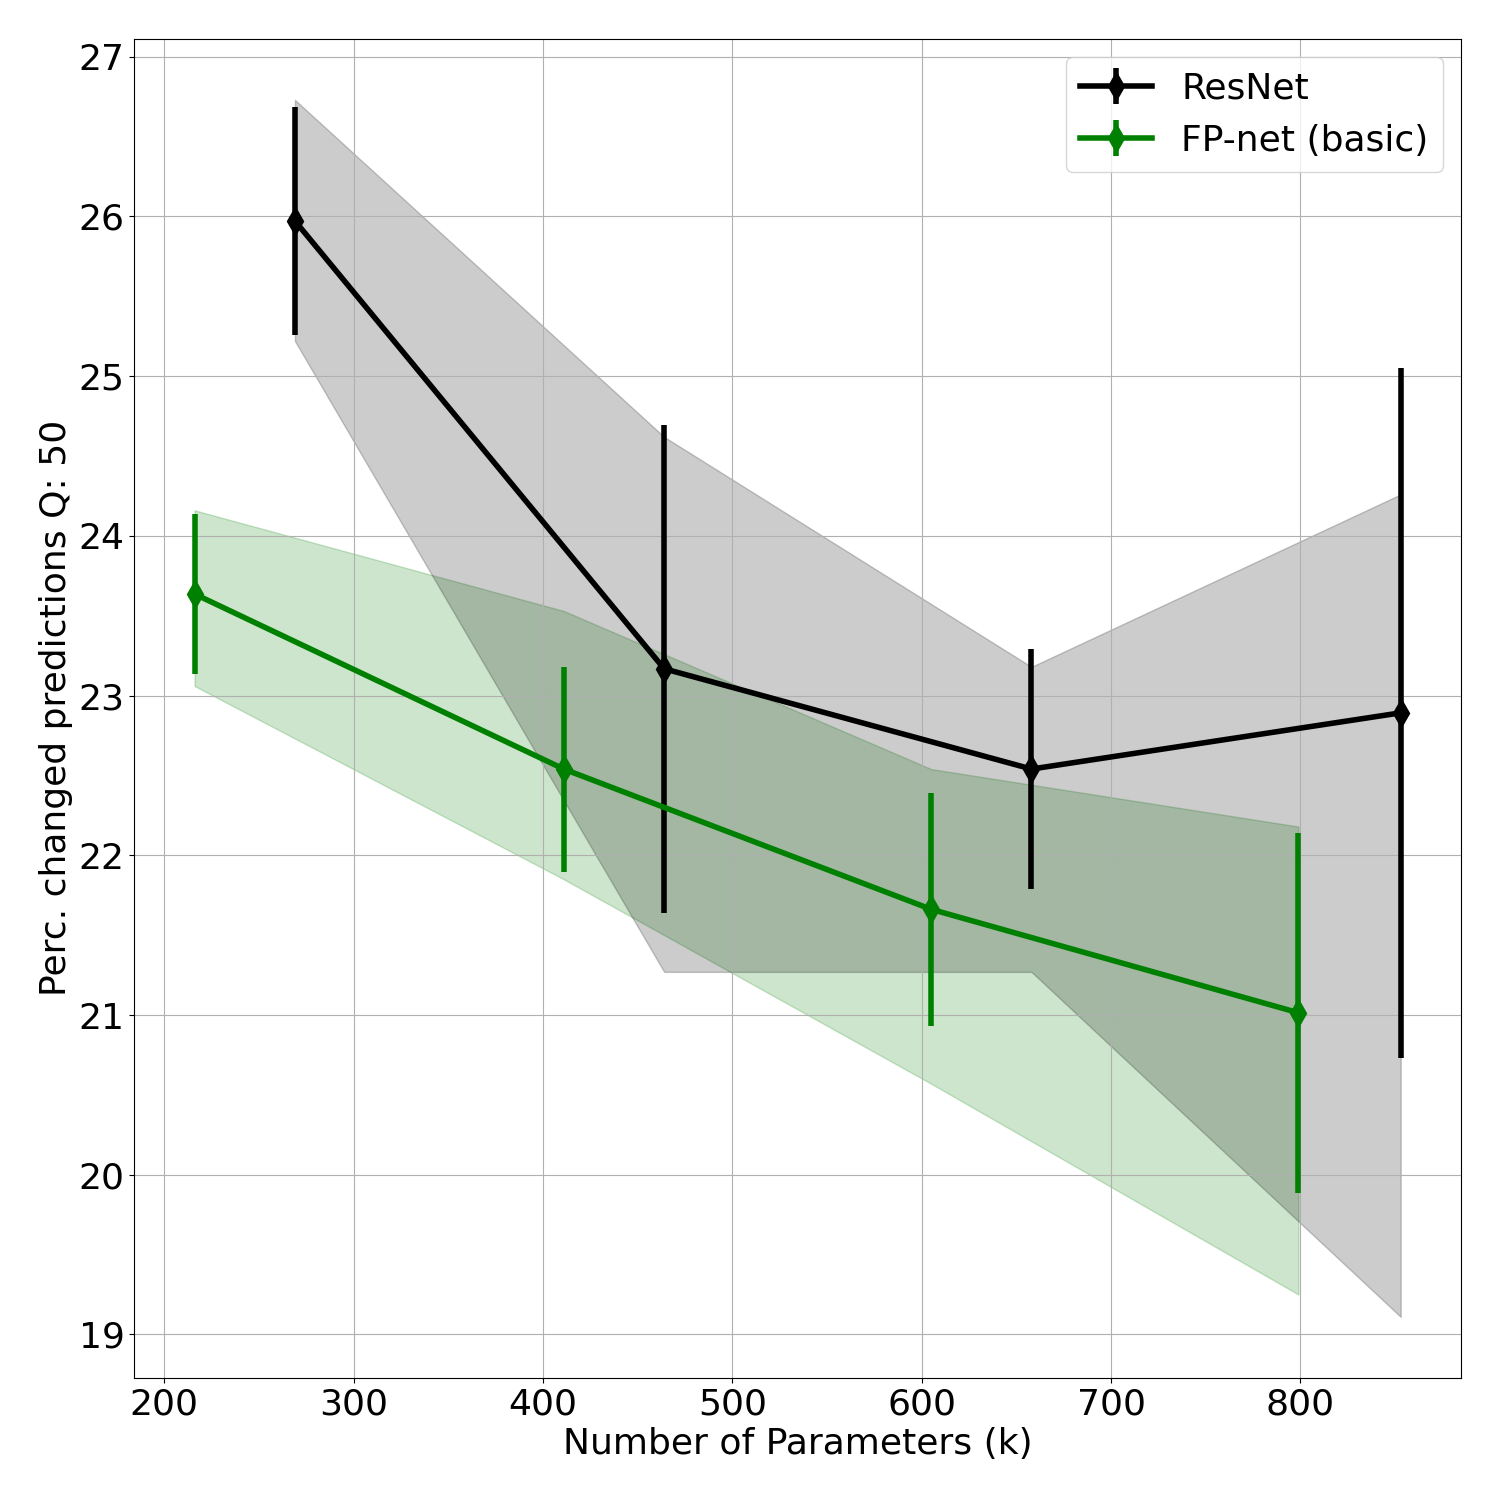 27
26
25
24
23
22
21
20
19
Perc. changed predictions Q: 50
ResNet
FP-net (basic)
200 300 400 500 600 700 800
Number of Parameters (k)